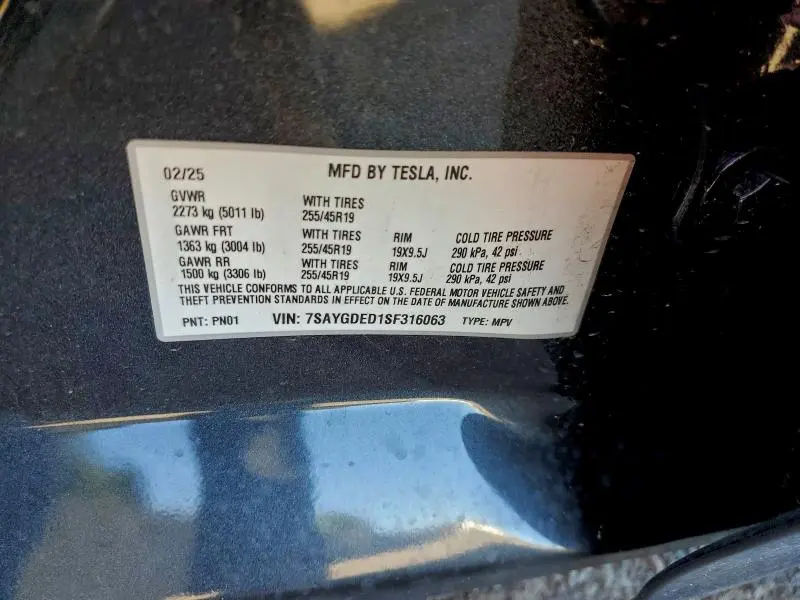 02/25 MFD BY TESLA, INC.
GVWR WITH TIRES
2273 kg (5011 lb) 255/45R19
GAWR FRT WITH TIRES RIM COLD TIRE PRESSURE
1363 kg (3004 lb) 255/45R19 19X9.5J 290 kPa, 42 psi
GAWR RR WITH TIRES RIM COLD TIRE PRESSURE
1500 kg (3306 lb) 255/45R19 19X9.5J 290 kPa, 42 psi
THIS VEHICLE CONFORMS TO ALL APPLICABLE U.S. FEDERAL MOTOR VEHICLE SAFETY AND
THEFT PREVENTION STANDARDS IN EFFECT ON THE DATE OF MANUFACTURE SHOWN ABOVE.
PNT: PN01 VIN: 7SAYGDED1SF316063 TYPE: MPV